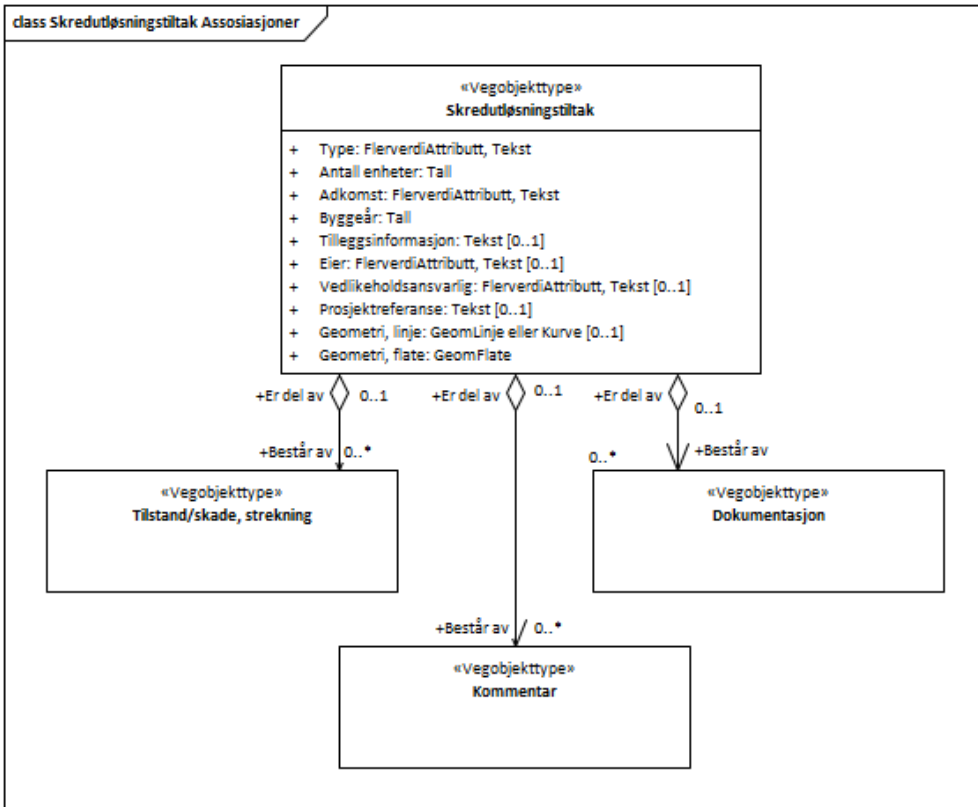 class Skredutløsningstiltak Assosiasjoner
«Vegobjekttype»
Skredutløsningstiltak
+ Type: FlerverdiAttributt, Tekst
+ Antall enheter: Tall
+ Adkomst: FlerverdiAttributt, Tekst
+ Byggeår: Tall
+ Tilleggsinformasjon: Tekst [0..1]
+ Eier: FlerverdiAttributt, Tekst [0..1]
+ Vedlikeholdsansvarlig: FlerverdiAttributt, Tekst [0..1]
+ Prosjektreferanse: Tekst [0..1]
+ Geometri, linje: GeomLinje eller Kurve [0..1]
+ Geometri, flate: GeomFlate
+Er del av 0..1 +Er del av 0..1 +Er del av 0..1
+Består av 0..* 0..* +Består av
«Vegobjekttype»
Tilstand/skade, strekning
«Vegobjekttype»
Dokumentasjon
+Består av 0..*
«Vegobjekttype»
Kommentar